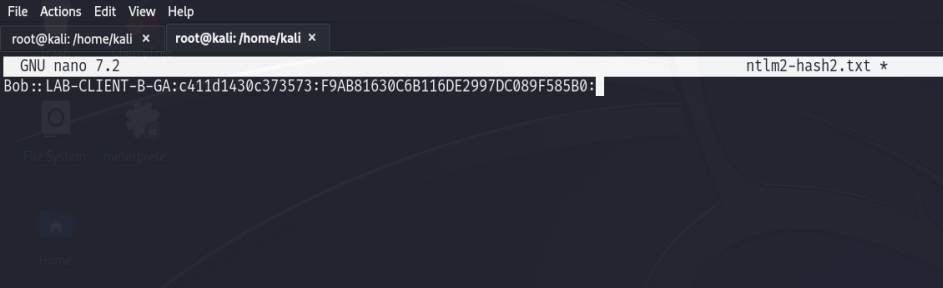 File Actions Edit View Help
root@kali: /home/kali × root@kali: /home/kali ×
GNU nano 7.2 ntlm2-hash2.txt *
Bob::LAB-CLIENT-B-GA:c411d1430c373573:F9AB81630C6B116DE2997DC089F585B0:
File System meterprete...
Home